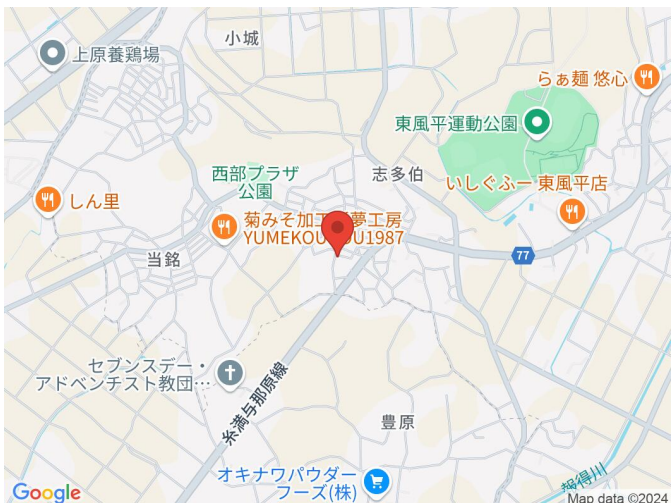 小城
上原養鶏場
らぁ麺 悠心
東風平運動公園
西部プラザ
公園
志多伯
いしぐふー 東風平店
しん里
菊みそ加工
夢工房
YUMEKOU
U1987
77
当銘
セブンスデー・
アドベンチスト教団…
糸満与那原線
豊原
オキナワパウダー
フーズ(株)
報得川
Google
Map data ©2024